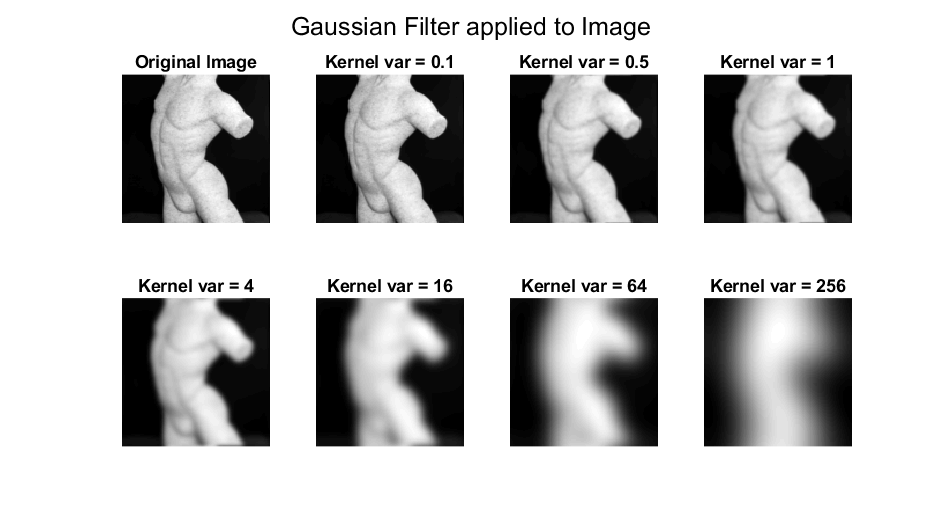 Gaussian Filter applied to Image
Original Image
Kernel var = 0.1
Kernel var = 0.5
Kernel var = 1
Kernel var = 4
Kernel var = 16
Kernel var = 64
Kernel var = 256